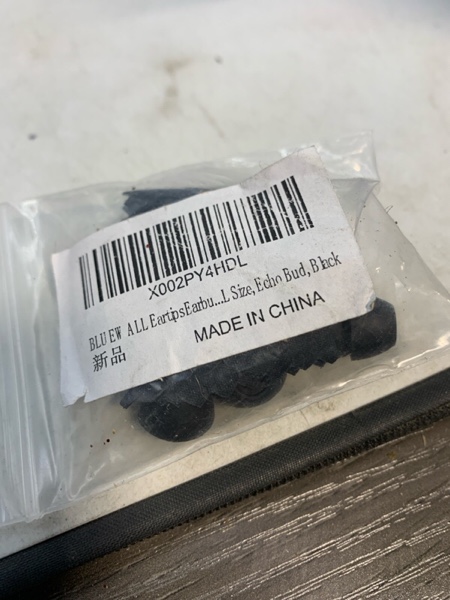 X002PY4HDL
BLUEWALL EartipsEarbu...L Size, Echo Bud, Black
新品
MADE IN CHINA